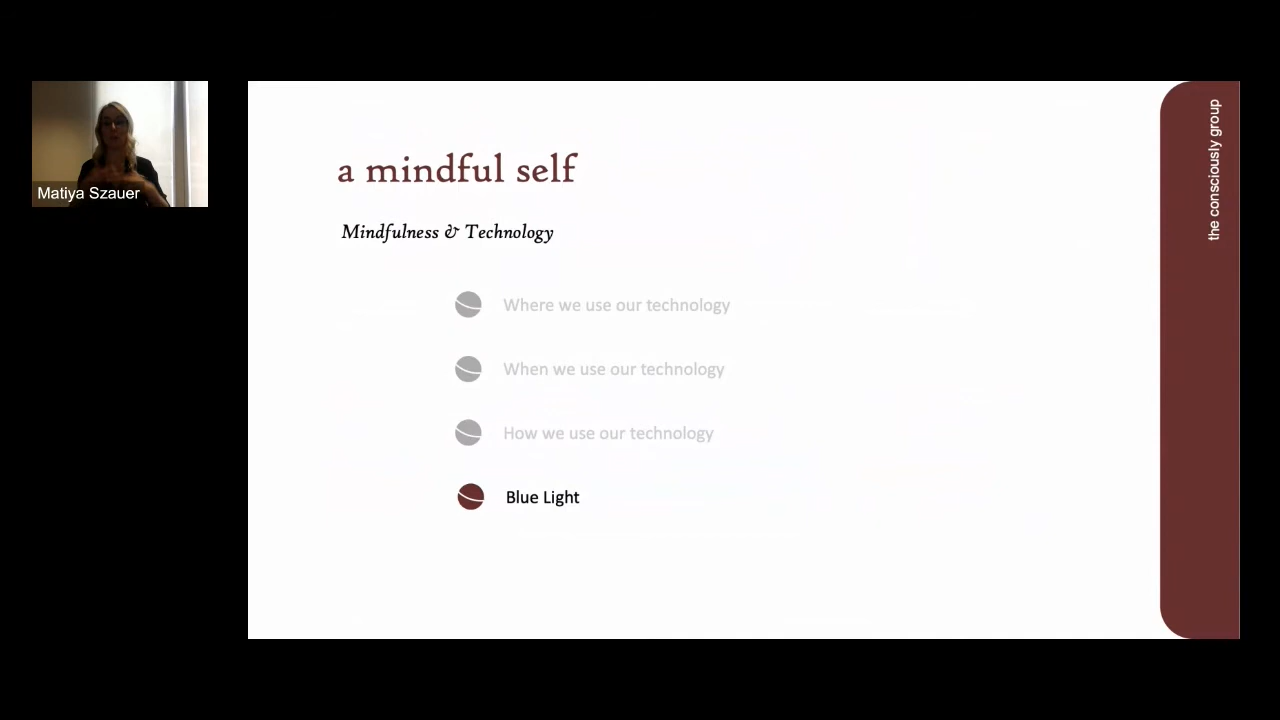 Matiya Szauer
a mindful self
Mindfulness & Technology
Where we use our technology
When we use our technology
How we use our technology
Blue Light
the consciously group